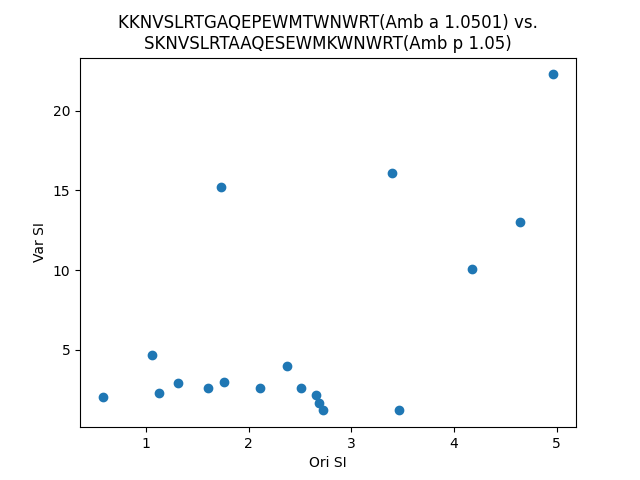 KKNVSLRTGAQEPEWMTWNWRT(Amb a 1.0501) vs.
SKNVSLRTAAQESEWMKWNWRT(Amb p 1.05)
20
15
10
5
Var SI
1 2 3 4 5
Ori SI